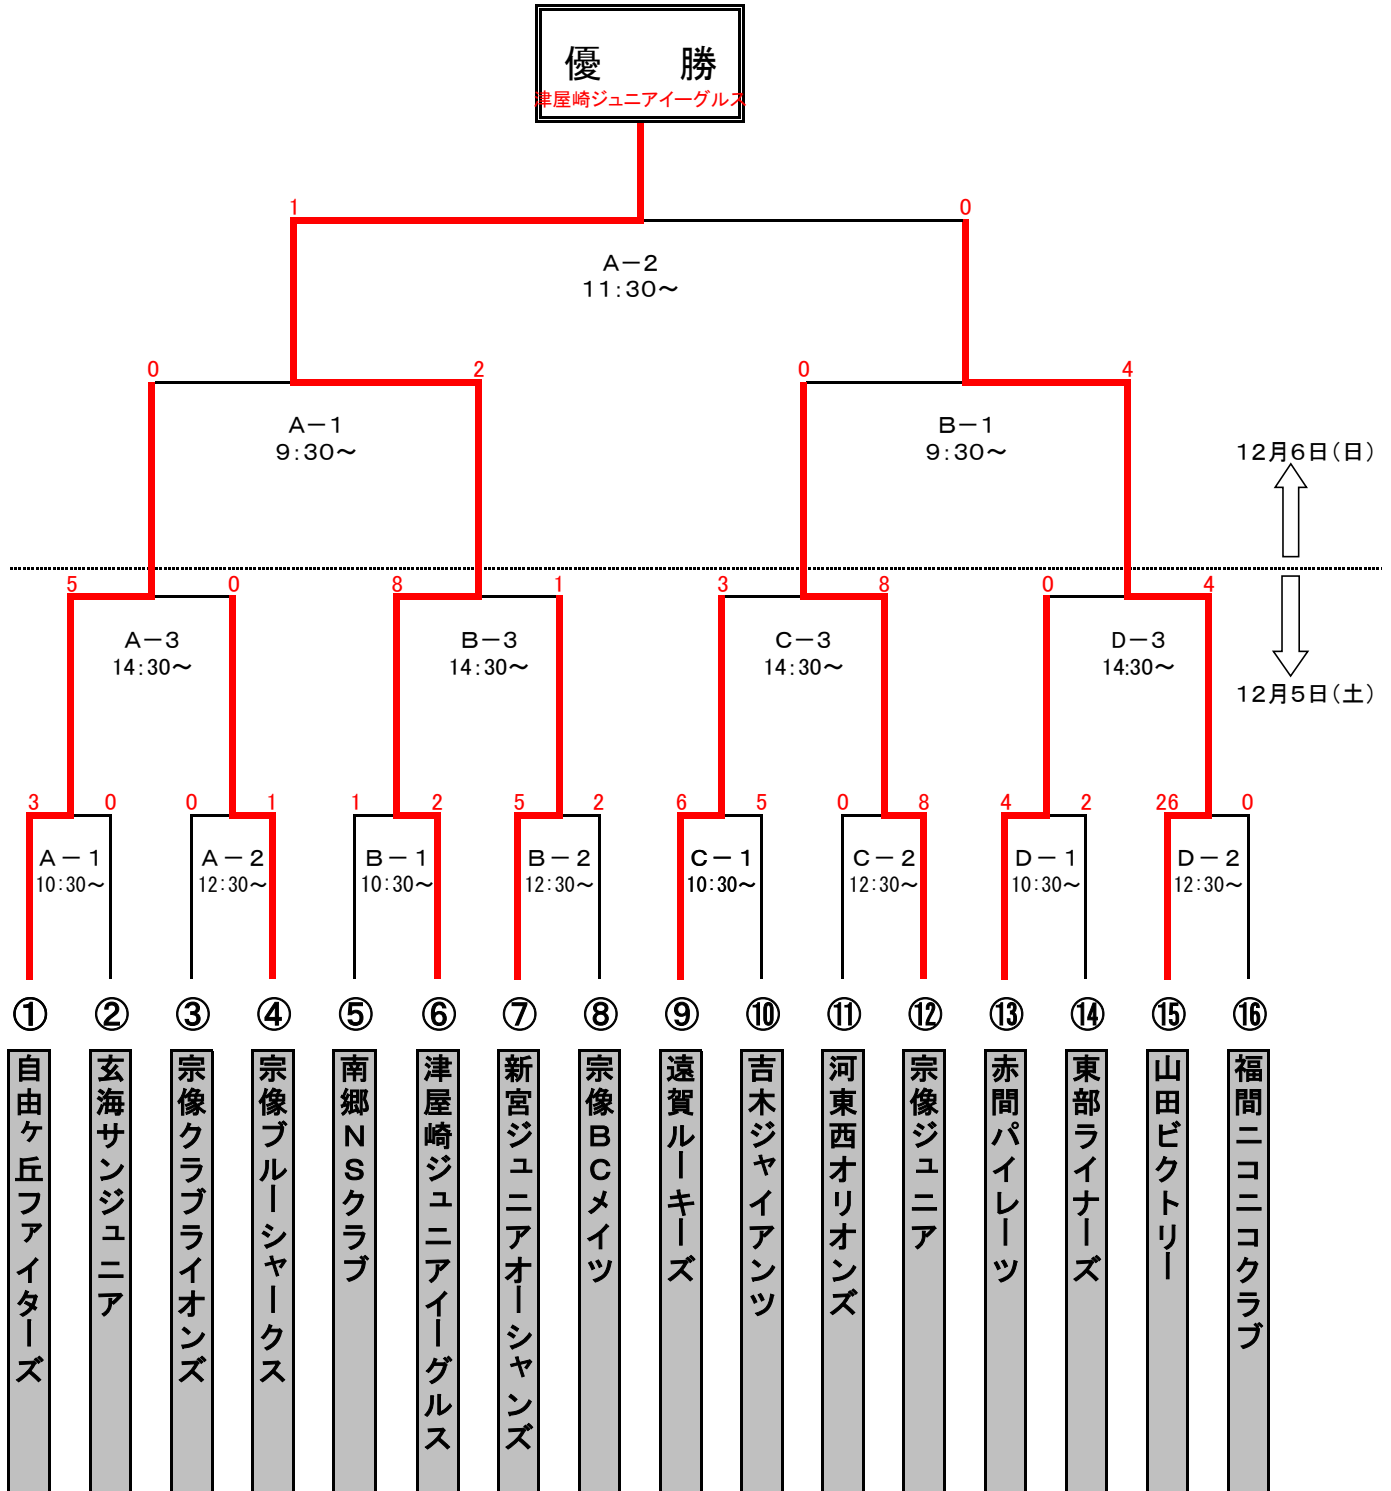 優　勝
津屋崎ジュニアイーグルス
1
0
A－2
11:30～
0
2
0
4
A－1
9:30～
B－1
9:30～
12月6日(日)
5
0
8
1
3
8
0
4
A－3
14:30～
B－3
14:30～
C－3
14:30～
D－3
14:30～
12月5日(土)
3
0
0
1
1
2
5
2
6
5
0
8
4
2
26
0
A－1
10:30～
A－2
12:30～
B－1
10:30～
B－2
12:30～
C－1
10:30～
C－2
12:30～
D－1
10:30～
D－2
12:30～
①
②
③
④
⑤
⑥
⑦
⑧
⑨
⑩
⑪
⑫
⑬
⑭
⑮
⑯
自由ヶ丘ファイターズ
玄海サンジュニア
宗像クラブライオンズ
宗像ブルーシャークス
南郷NSクラブ
津屋崎ジュニアイーグルス
新宮ジュニアオーシャンズ
宗像BCメイツ
遠賀ルーキーズ
吉木ジャイアンツ
河東西オリオンズ
宗像ジュニア
赤間パイレーツ
東部ライナーズ
山田ビクトリー
福間ニコニコクラブ